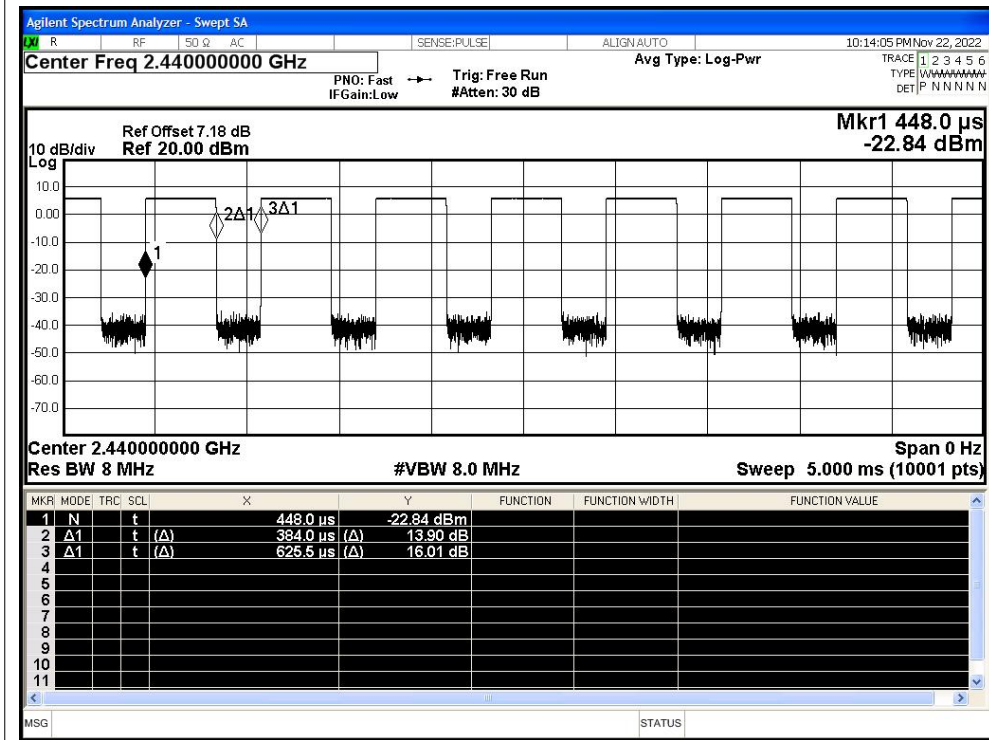 Agilent Spectrum Analyzer - Swept SA
LXI R RF 50 Ω AC SENSE:PULSE ALIGN AUTO 10:14:05 PM Nov 22, 2022
Center Freq 2.440000000 GHz PNO: Fast Trig: Free Run Avg Type: Log-Pwr TRACE 1 2 3 4 5 6
IFGain:Low #Atten: 30 dB TYPE
DET P N N N N N
Mkr1 448.0 µs
-22.84 dBm
Ref Offset 7.18 dB
10 dB/div Ref 20.00 dBm
Log
10.0
0.00
-10.0
-20.0
-30.0
-40.0
-50.0
-60.0
-70.0
1
2Δ1
3Δ1
Center 2.440000000 GHz Span 0 Hz
Res BW 8 MHz #VBW 8.0 MHz Sweep 5.000 ms (10001 pts)
MKR MODE TRC SCL X Y FUNCTION FUNCTION WIDTH FUNCTION VALUE
1 N t 448.0 µs -22.84 dBm
2 Δ1 t (Δ) 384.0 µs (Δ) 13.90 dB
3 Δ1 t (Δ) 625.5 µs (Δ) 16.01 dB
4
5
6
7
8
9
10
11
MSG STATUS